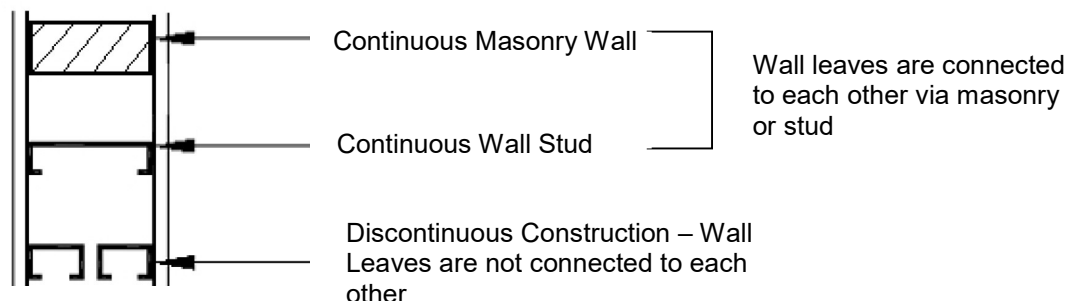 Continuous Masonry Wall
Wall leaves are connected
to each other via masonry
or stud
Continuous Wall Stud
Discontinuous Construction – Wall
Leaves are not connected to each
other